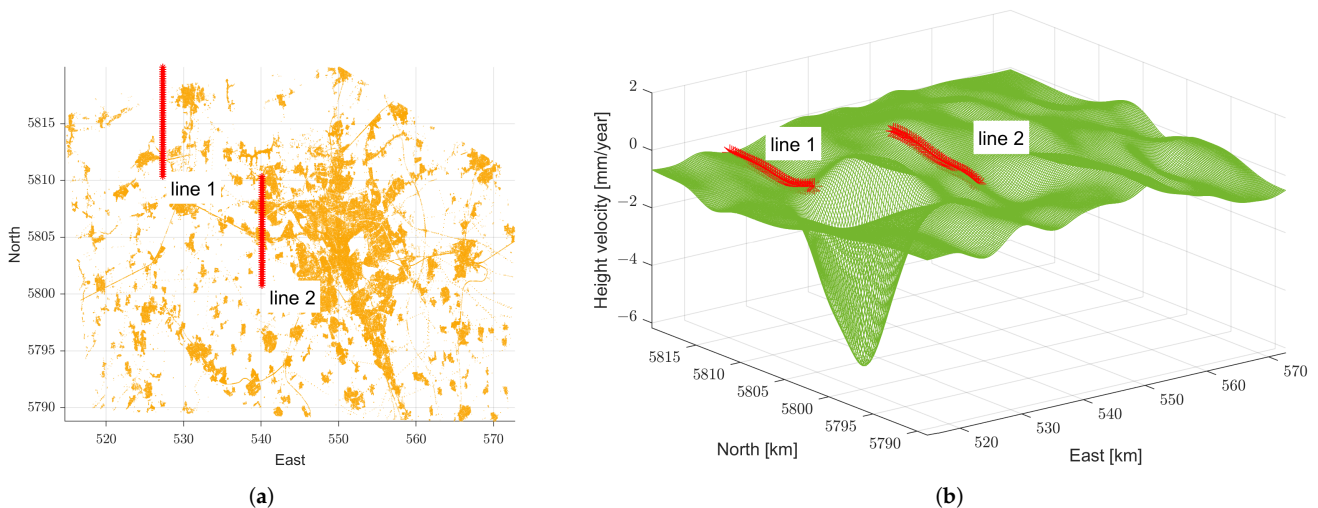 5815
5810
5805
5800
5795
5790
North
520
530
540
550
560
570
East
line 1
line 2
(a)
2
0
−2
−4
−6
Height velocity [mm/year]
line 1
line 2
5815
5810
5805
5800
5795
5790
North [km]
520
530
540
550
560
570
East [km]
(b)